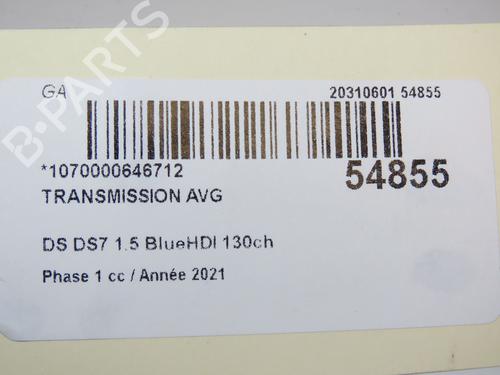 B-PARTS
GA
20310601 54855
*1070000646712
54855
TRANSMISSION AVG
DS DS7 1.5 BlueHDI 130ch
Phase 1 cc / Année 2021